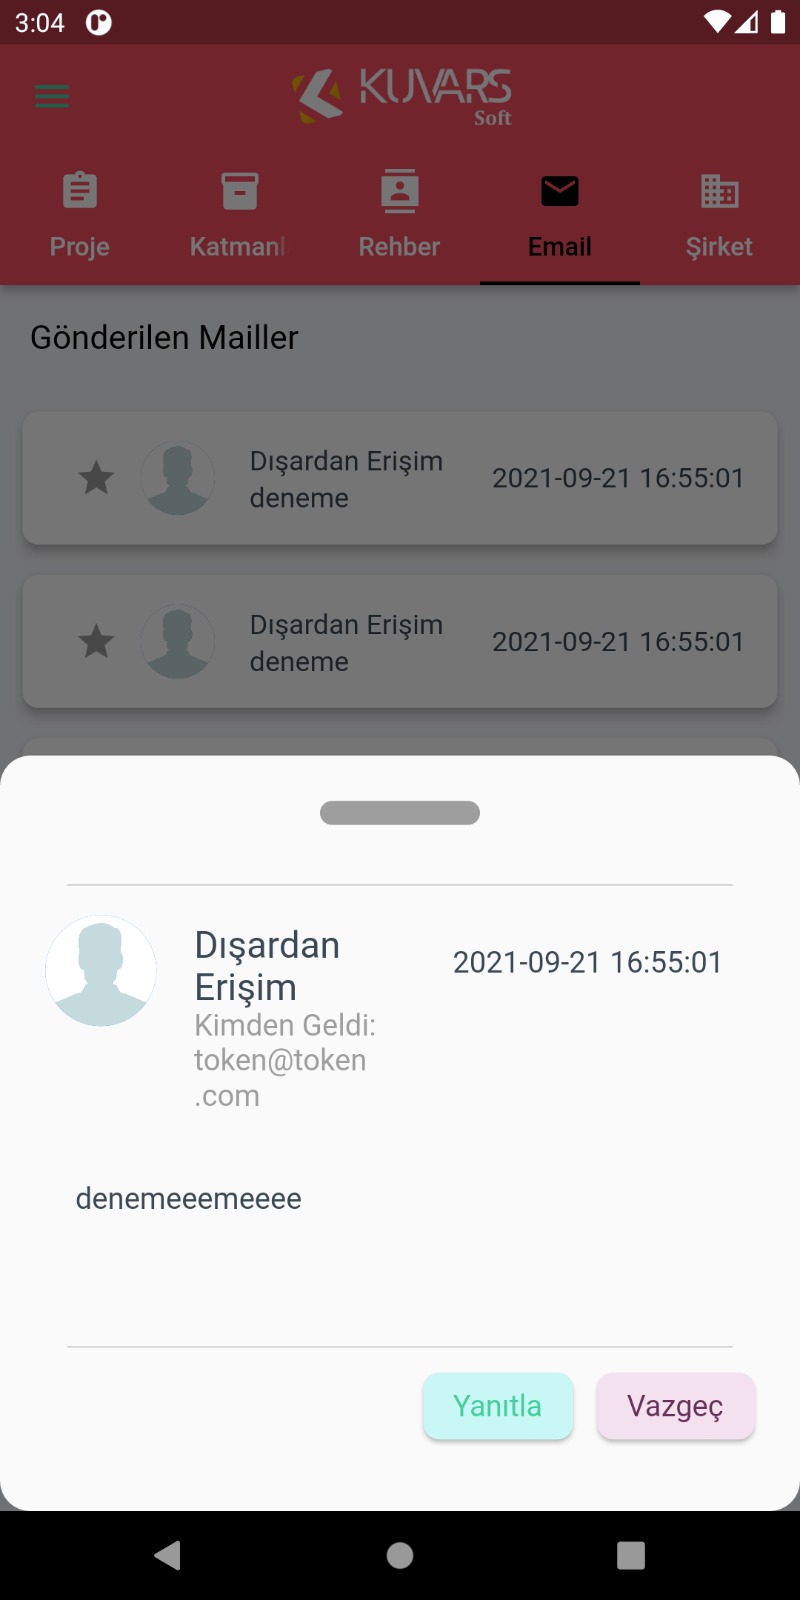 3:04
KUVARS
Soft
Proje
Katmanl
Rehber
Email
Şirket
Gönderilen Mailler
Dışardan Erişim
deneme
2021-09-21 16:55:01
Dışardan Erişim
deneme
2021-09-21 16:55:01
Dışardan
Erişim
2021-09-21 16:55:01
Kimden Geldi:
token@token
.com
denemeeemeeee
Yanıtla
Vazgeç